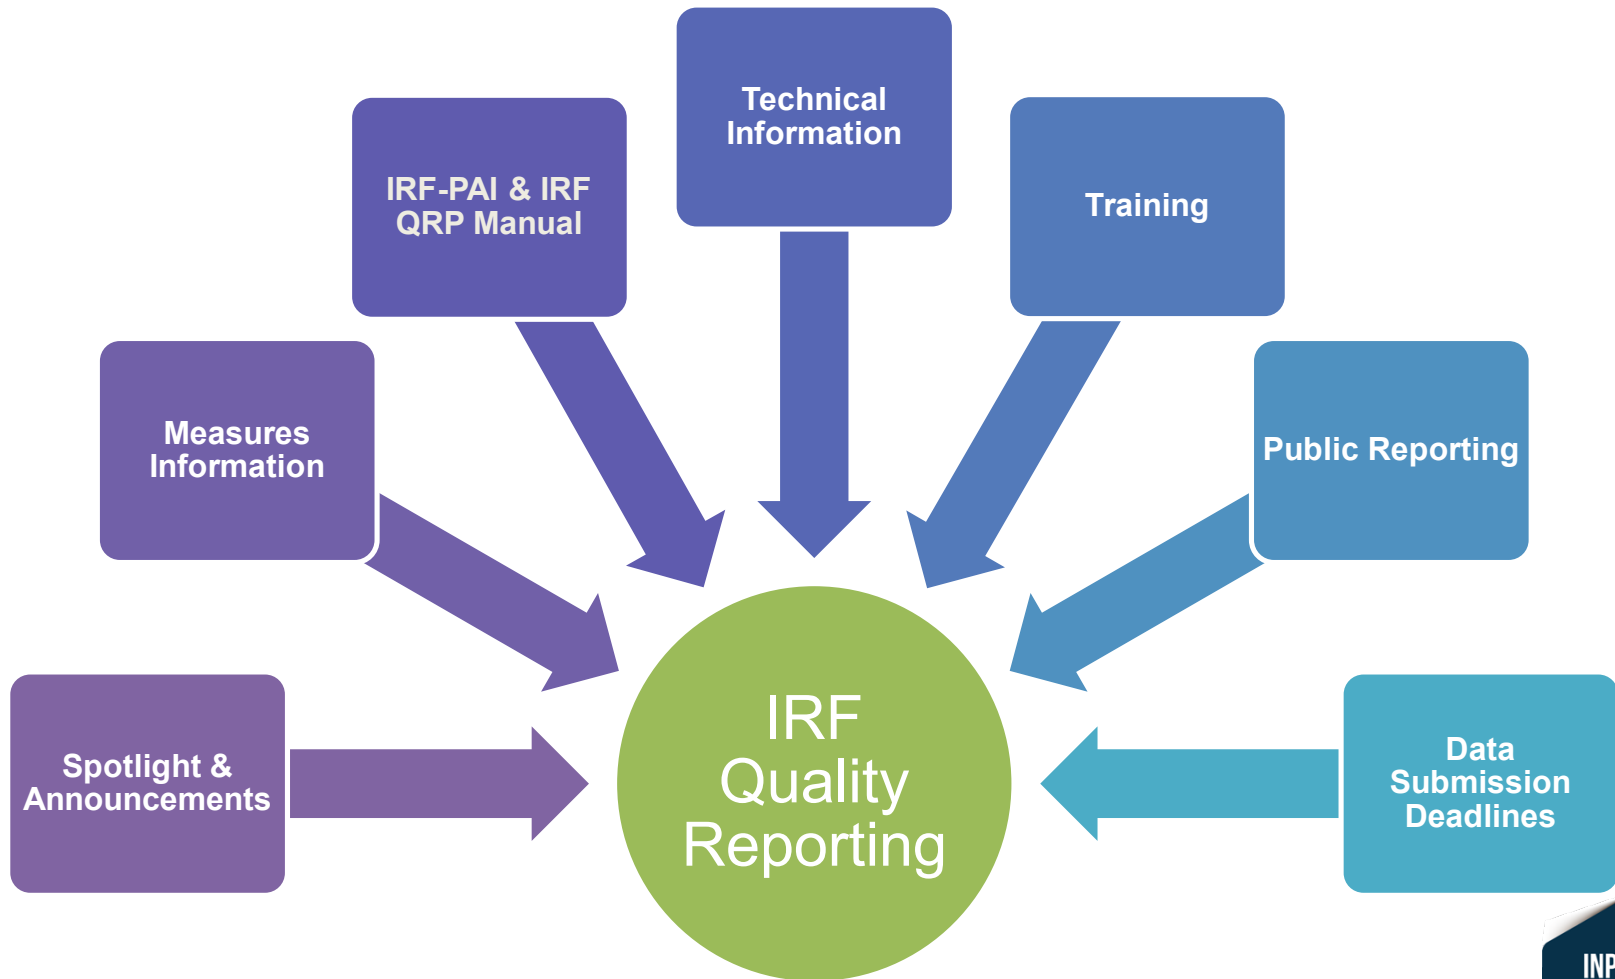 Technical
Information
IRF-PAI & IRF
QRP Manual
Training
Measures
Information
Public Reporting
Spotlight &
Announcements
IRF
Quality
Reporting
Data
Submission
Deadlines